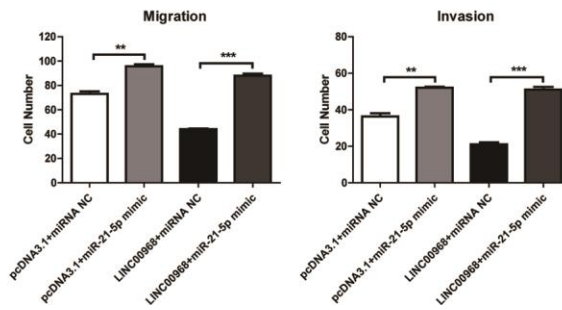 Migration
Cell Number
120
100
80
60
40
20
0
**
***
pcDNA3.1+miRNA NC
pcDNA3.1+miR-21-5p mimic
LINC00968+miRNA NC
LINC00968+miR-21-5p mimic
Invasion
Cell Number
80
60
40
20
0
**
***
pcDNA3.1+miRNA NC
pcDNA3.1+miR-21-5p mimic
LINC00968+miRNA NC
LINC00968+miR-21-5p mimic